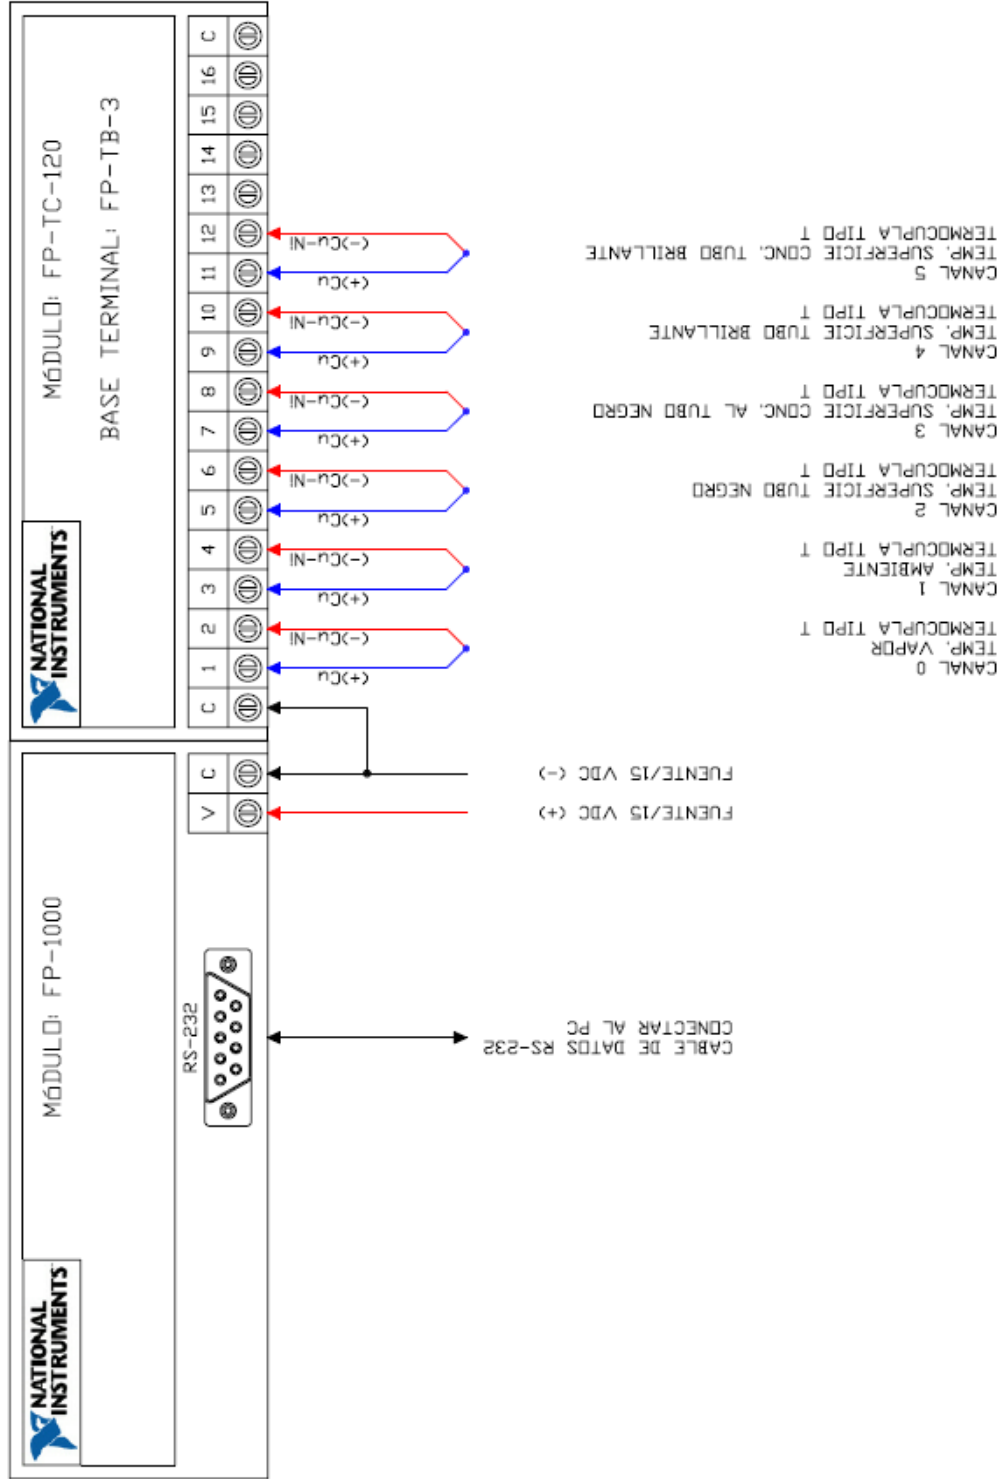 C
16
15
14
13
12
11
10
9
8
7
6
5
4
3
2
1
C
MÓDULO: FP-TC-120
BASE TERMINAL: FP-TB-3
NATIONAL
INSTRUMENTS
(-)Cu-Ni
(+)Cu
CANAL 5
TEMP. SUPERFICIE CONC. TUBO BRILLANTE
TERMOCUPLA TIPO T
(-)Cu-Ni
(+)Cu
CANAL 4
TEMP. SUPERFICIE TUBO BRILLANTE
TERMOCUPLA TIPO T
(-)Cu-Ni
(+)Cu
CANAL 3
TEMP. SUPERFICIE CONC. AL TUBO NEGRO
TERMOCUPLA TIPO T
(-)Cu-Ni
(+)Cu
CANAL 2
TEMP. SUPERFICIE TUBO NEGRO
TERMOCUPLA TIPO T
(-)Cu-Ni
(+)Cu
CANAL 1
TEMP. AMBIENTE
TERMOCUPLA TIPO T
(-)Cu-Ni
(+)Cu
CANAL 0
TEMP. VAPOR
TERMOCUPLA TIPO T
C
V
FUENTE/15 VDC (-)
FUENTE/15 VDC (+)
MÓDULO: FP-1000
RS-232
CABLE DE DATOS RS-232
CONECTAR AL PC
NATIONAL
INSTRUMENTS